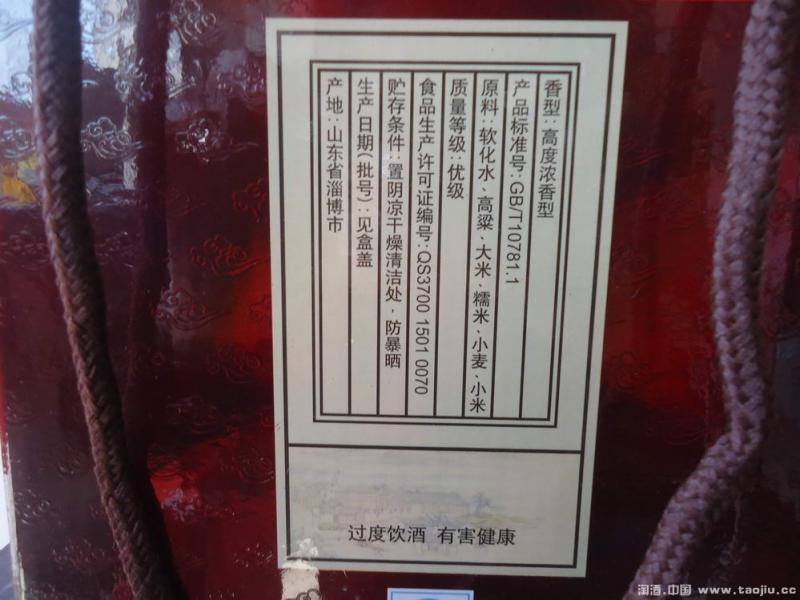 香型：高度浓香型
产品标准号：GB/T10781.1
原料：软化水、高粱、大米、糯米、小麦、小米
质量等级：优级
食品生产许可证编号：QS3700 1501 0070
贮存条件：置阴凉干燥清洁处，防暴晒
生产日期(批号)：见盒盖
产地：山东省淄博市
过度饮酒 有害健康
淘酒.中国 www.taojiu.cc